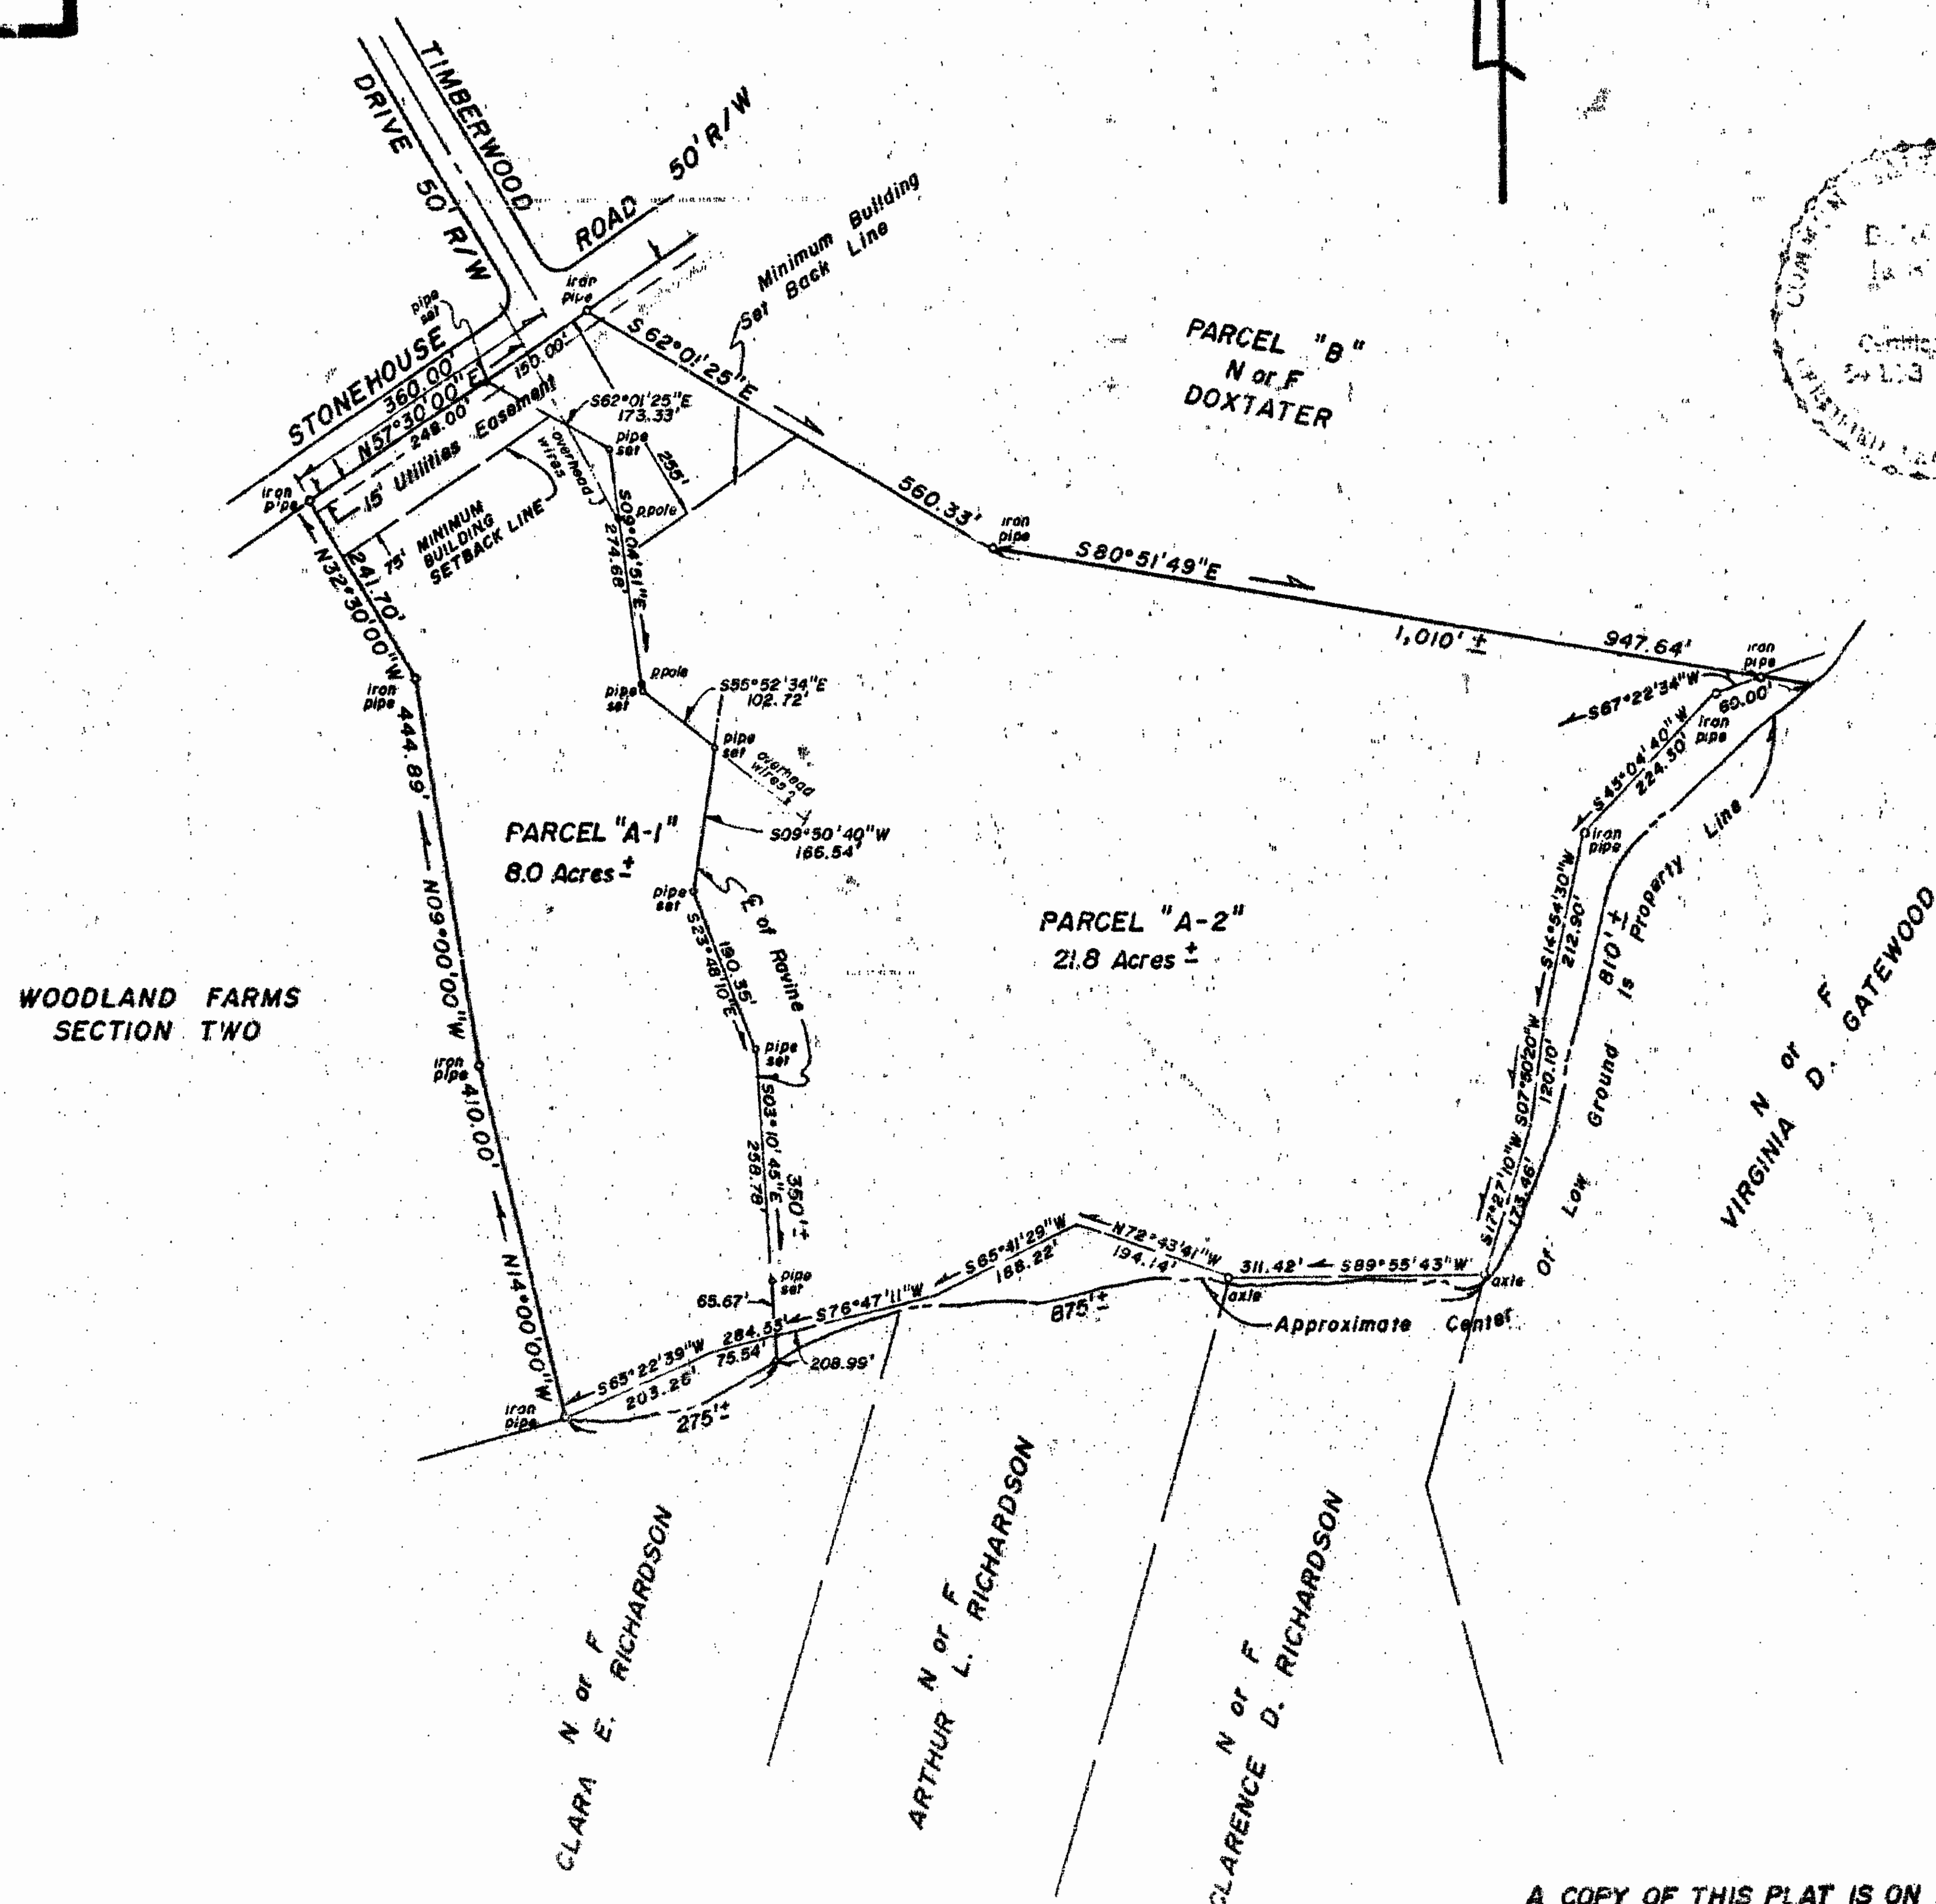 TIMBERWOOD
DRIVE 50' R/W
STONEHOUSE ROAD 50' R/W
Minimum Building
Set Back Line
iron
pipe
pipe
set
360.00'
N57°30'00"E
248.00'
150.00'
15' Utilities Easement
iron
pipe
75' MINIMUM
BUILDING
SETBACK LINE
S62°01'25"E
173.33'
pipe
set
overhead
wires
255'
p.pole
S09°04'51"E
274.68'
S62°01'25"E
560.33'
iron
pipe
PARCEL "B"
N or F
DOXTATER
S80°51'49"E
1,010' ±
947.64'
iron
pipe
S67°22'34"W
60.00'
iron
pipe
S45°04'40"W
224.50'
iron
pipe
N32°30'00"W
241.70'
iron
pipe
p.pole
pipe
set
S55°52'34"E
102.72'
pipe
set
overhead
wires
S09°50'40"W
166.54'
444.89'
N09°00'00"W
PARCEL "A-1"
8.0 Acres ±
pipe
set
℄ of Ravine
S23°48'10"E
190.35'
pipe
set
PARCEL "A-2"
21.8 Acres ±
WOODLAND FARMS
SECTION TWO
iron
pipe
410.00'
N14°00'00"W
S03°10'45"E
258.78'
350'±
pipe
set
65.67'
S14°54'30"W
212.90'
S07°50'20"W
120.10'
S17°27'10"W
173.46'
810' ±
Approximate Center
Of Low Ground Is Property Line
N or F
VIRGINIA D. GATEWOOD
axle
S89°55'43"W
311.42'
axle
N72°43'41"W
194.14'
S65°41'29"W
188.22'
S76°47'11"W
284.53'
75.54'
208.99'
875'±
S65°22'39"W
203.26'
275'±
iron
pipe
N or F
CLARA E. RICHARDSON
N or F
ARTHUR L. RICHARDSON
N or F
CLARENCE D. RICHARDSON
A COPY OF THIS PLAT IS ON